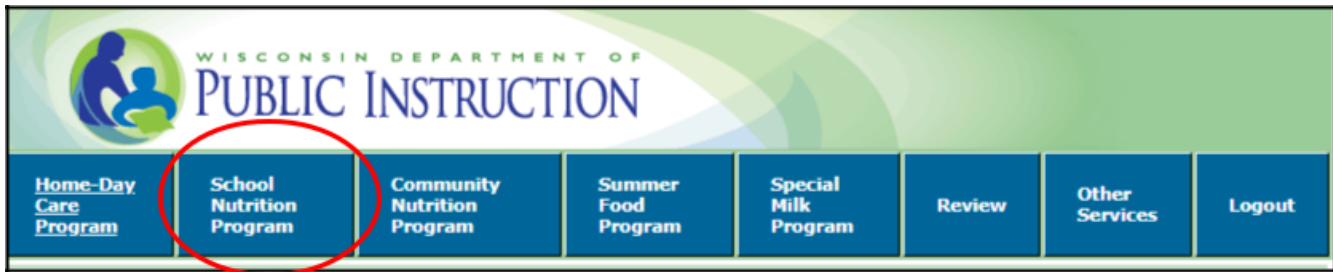 WISCONSIN DEPARTMENT OF
PUBLIC INSTRUCTION
Home-Day
Care
Program
School
Nutrition
Program
Community
Nutrition
Program
Summer
Food
Program
Special
Milk
Program
Review
Other
Services
Logout